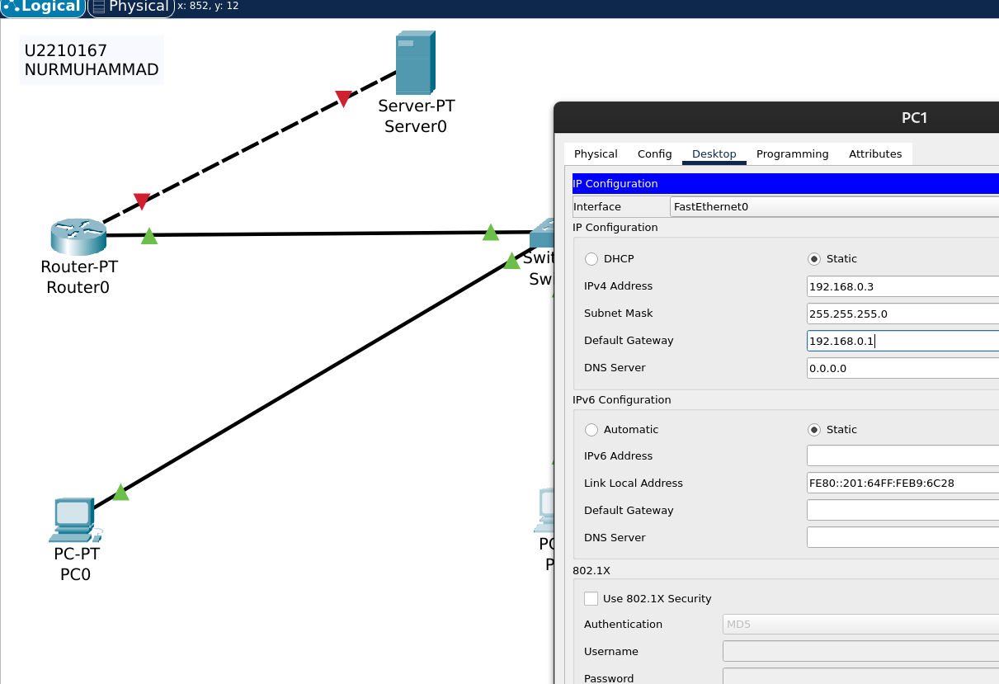 Logical
Physical
x: 852, y: 12
U2210167
NURMUHAMMAD
Server-PT
Server0
Router-PT
Router0
PC-PT
PC0
PC1
Physical
Config
Desktop
Programming
Attributes
IP Configuration
Interface
FastEthernet0
IP Configuration
DHCP
Static
IPv4 Address
192.168.0.3
Subnet Mask
255.255.255.0
Default Gateway
192.168.0.1
DNS Server
0.0.0.0
IPv6 Configuration
Automatic
Static
IPv6 Address
Link Local Address
FE80::201:64FF:FEB9:6C28
Default Gateway
DNS Server
802.1X
Use 802.1X Security
Authentication
MD5
Username
Password